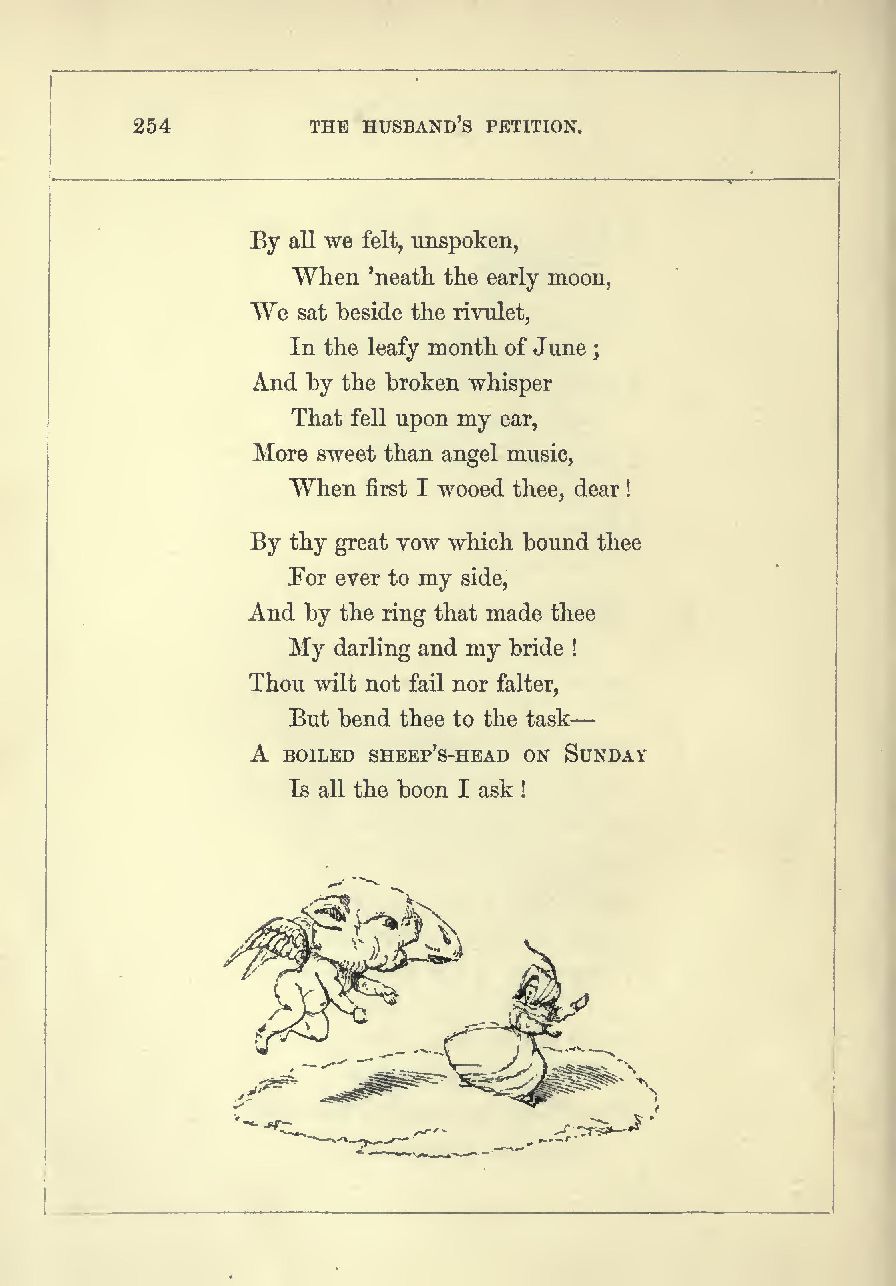 254 THE HUSBAND'S PETITION.
By all we felt, unspoken,
When 'neath the early moon,
We sat beside the rivulet,
In the leafy month of June ;
And by the broken whisper
That fell upon my ear,
More sweet than angel music,
When first I wooed thee, dear !
By thy great vow which bound thee
For ever to my side,
And by the ring that made thee
My darling and my bride !
Thou wilt not fail nor falter,
But bend thee to the task—
A BOILED SHEEP'S-HEAD ON SUNDAY
Is all the boon I ask !